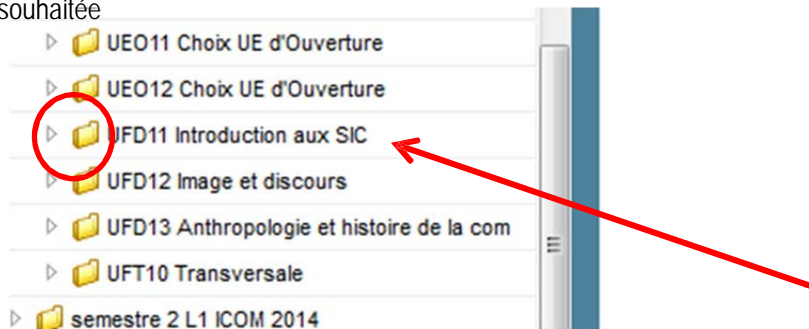 souhaitée
UEO11 Choix UE d'Ouverture
UEO12 Choix UE d'Ouverture
UFD11 Introduction aux SIC
UFD12 Image et discours
UFD13 Anthropologie et histoire de la com
UFT10 Transversale
semestre 2 L1 ICOM 2014